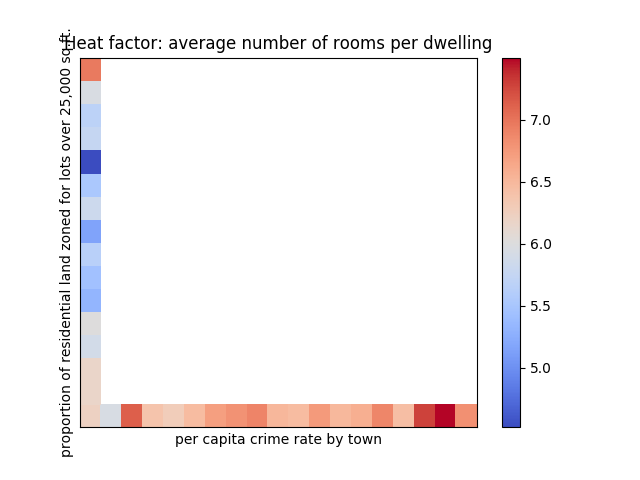 Heat factor: average number of rooms per dwelling
proportion of residential land zoned for lots over 25,000 sq.ft.
per capita crime rate by town
7.0
6.5
6.0
5.5
5.0